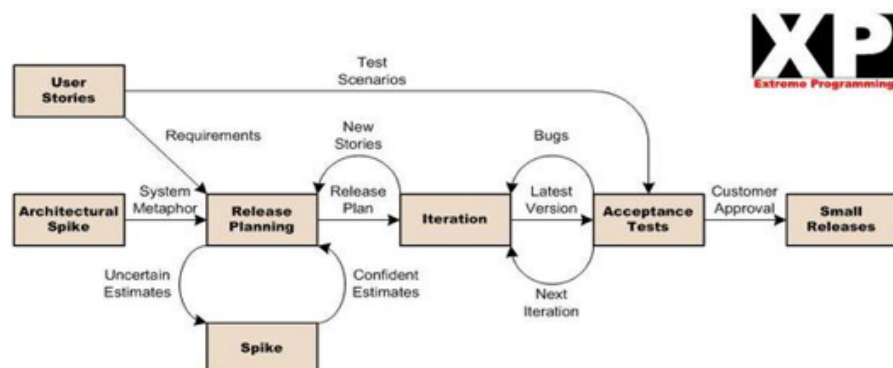 XP
Extreme Programming
Test
Scenarios
User
Stories
Requirements
New
Stories
Bugs
System
Metaphor
Release
Plan
Latest
Version
Customer
Approval
Architectural
Spike
Release
Planning
Iteration
Acceptance
Tests
Small
Releases
Uncertain
Estimates
Confident
Estimates
Next
Iteration
Spike